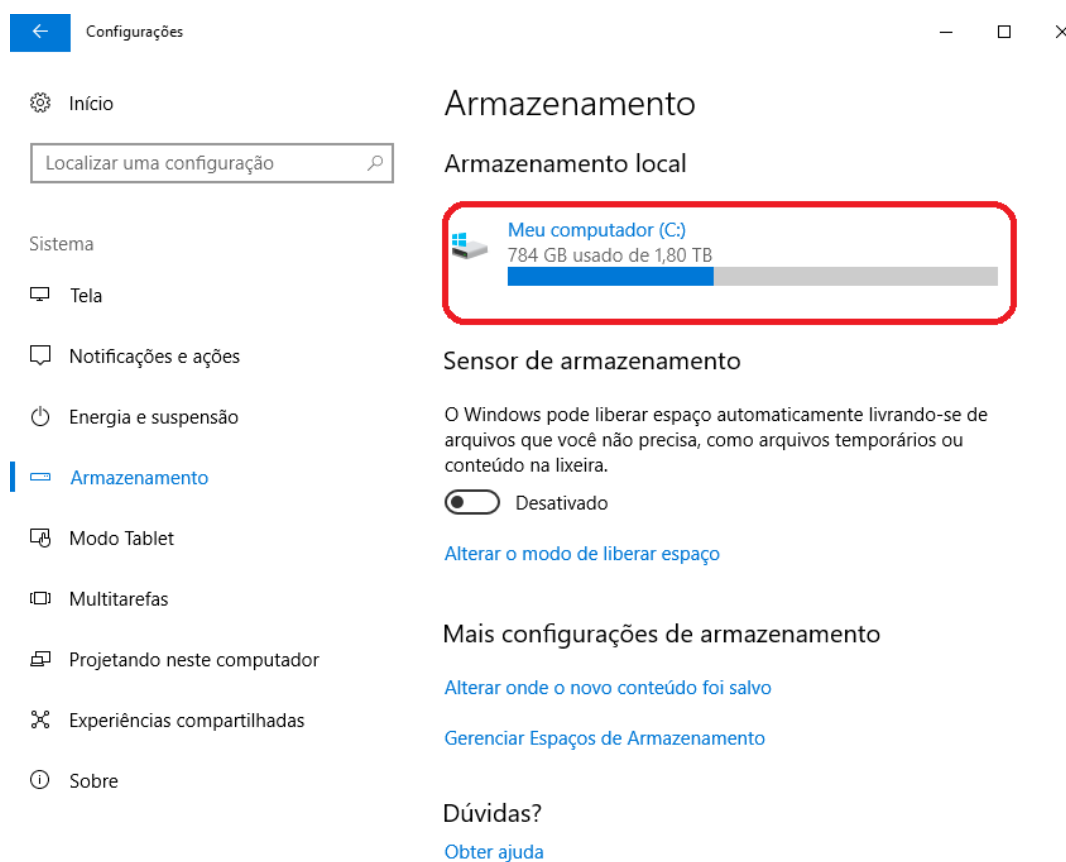 Configurações
Início
Localizar uma configuração
Sistema
Tela
Notificações e ações
Energia e suspensão
Armazenamento
Modo Tablet
Multitarefas
Projetando neste computador
Experiências compartilhadas
Sobre
Armazenamento
Armazenamento local
Meu computador (C:)
784 GB usado de 1,80 TB
Sensor de armazenamento
O Windows pode liberar espaço automaticamente livrando-se de
arquivos que você não precisa, como arquivos temporários ou
conteúdo na lixeira.
Desativado
Alterar o modo de liberar espaço
Mais configurações de armazenamento
Alterar onde o novo conteúdo foi salvo
Gerenciar Espaços de Armazenamento
Dúvidas?
Obter ajuda